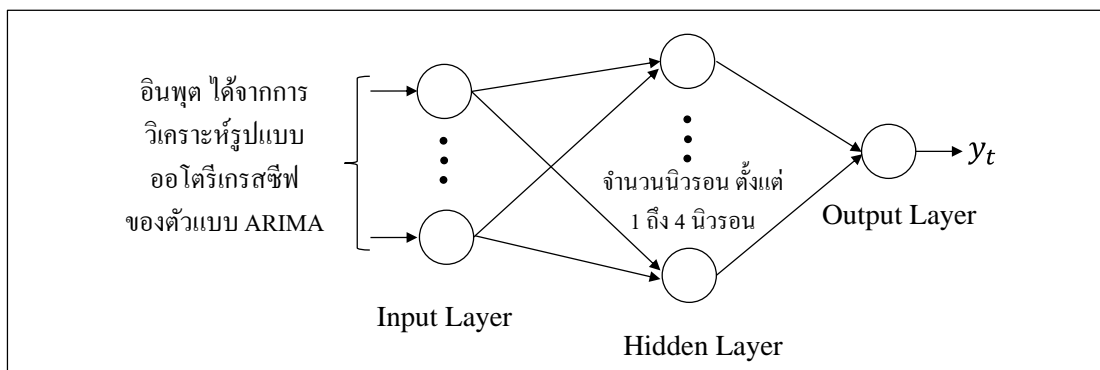 อินพุต ได้จากการ
วิเคราะห์รูปแบบ
ออโตรีเกรสซีฟ
ของตัวแบบ ARIMA
Input Layer
จำนวนนิวรอน ตั้งแต่
1 ถึง 4 นิวรอน
Hidden Layer
Output Layer
y_t